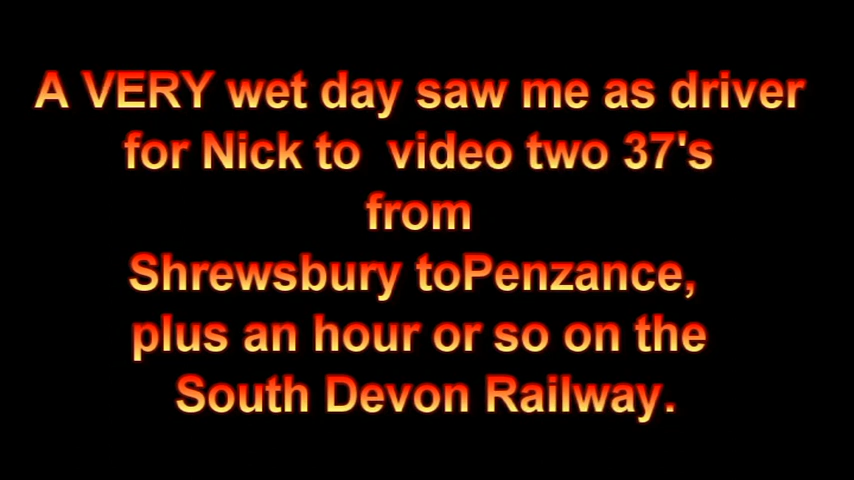 A VERY wet day saw me as driver
for Nick to  video two 37's
from
Shrewsbury toPenzance,
plus an hour or so on the
South Devon Railway.